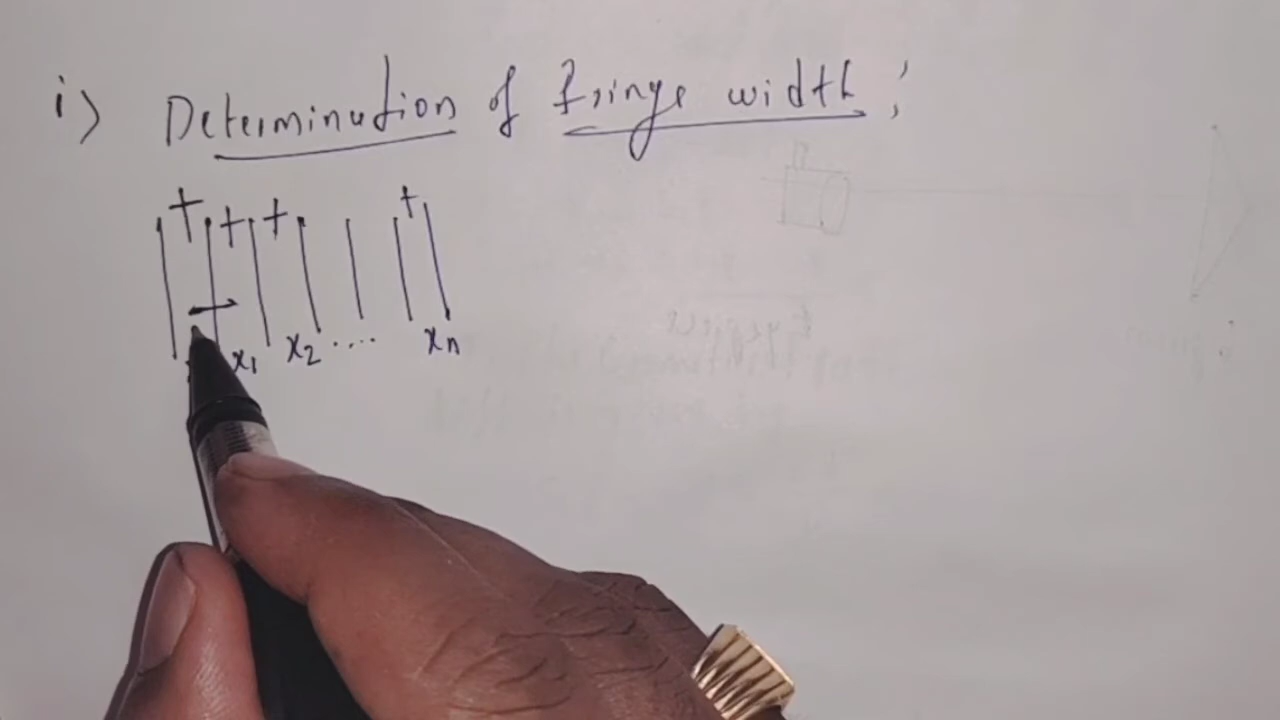 i) Determination of fringe width :
+ + + +
x₁ x₂ .... xₙ